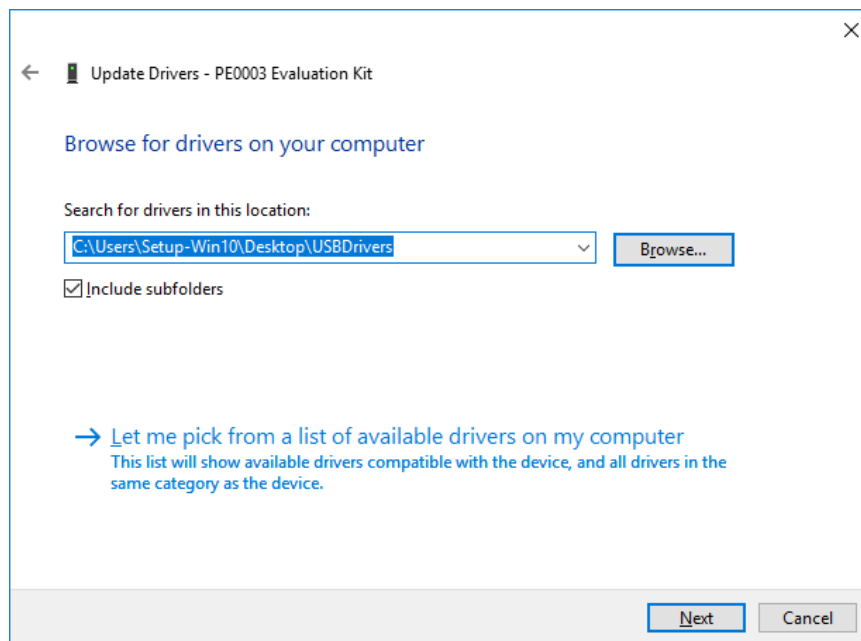 Update Drivers - PE0003 Evaluation Kit
Browse for drivers on your computer
Search for drivers in this location:
C:\Users\Setup-Win10\Desktop\USBDrivers
Browse...
Include subfolders
Let me pick from a list of available drivers on my computer
This list will show available drivers compatible with the device, and all drivers in the
same category as the device.
Next
Cancel